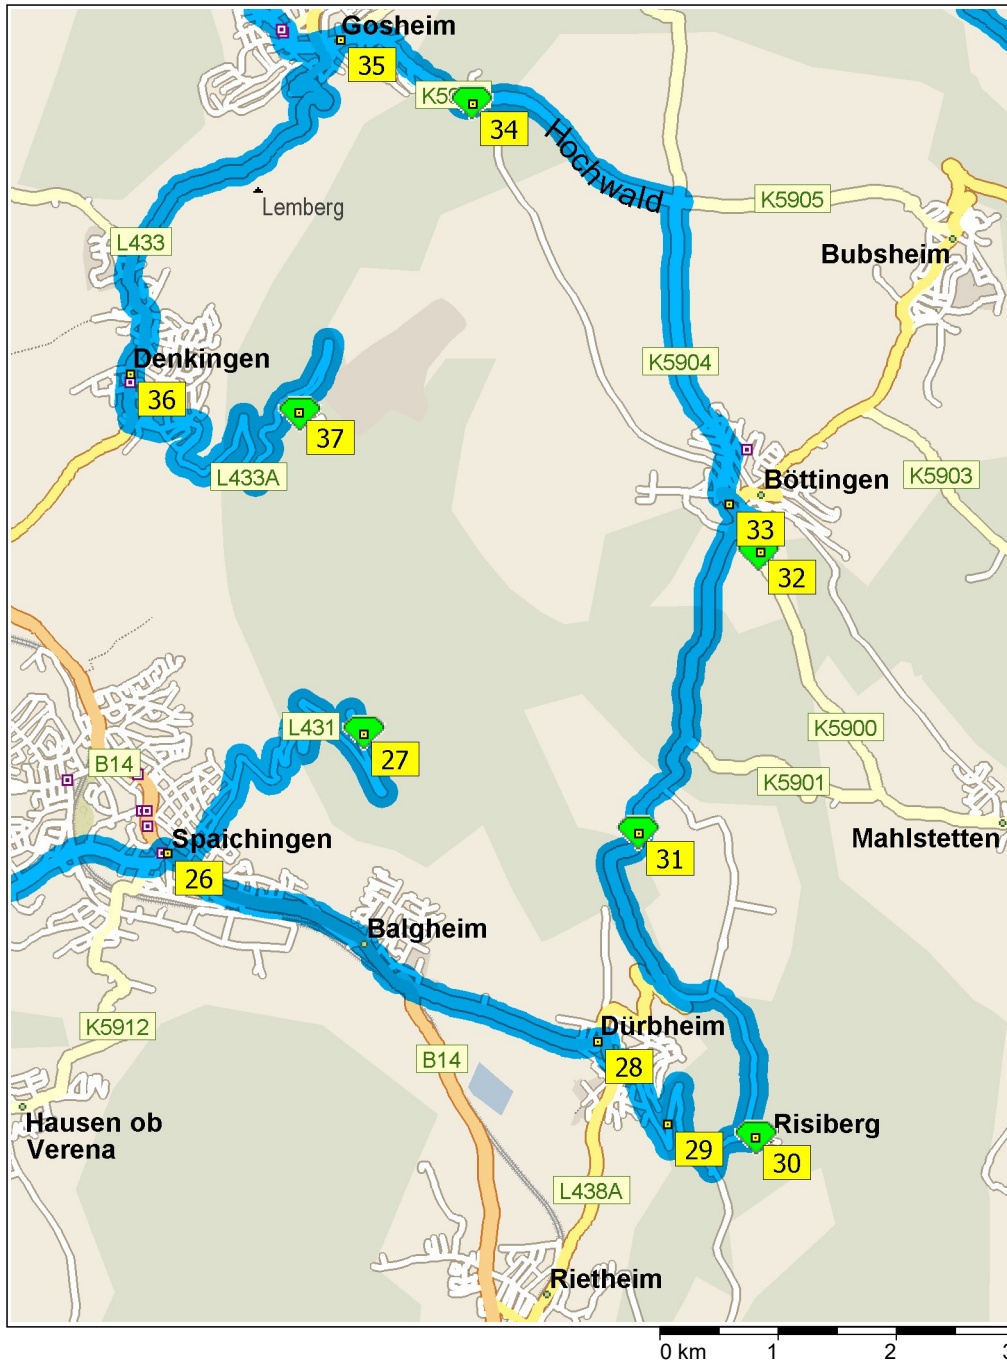 Gosheim
35
K59
34
Hochwald
Lemberg
K5905
L433
Bubsheim
Denkingen
K5904
36
37
L433A
Böttingen
K5903
33
32
L431
27
K5900
B14
K5901
Spaichingen
Mahlstetten
31
26
Balgheim
K5912
Dürbheim
B14
28
Hausen ob
Verena
Risiberg
29
30
L438A
Rietheim
0 km 1 2 3